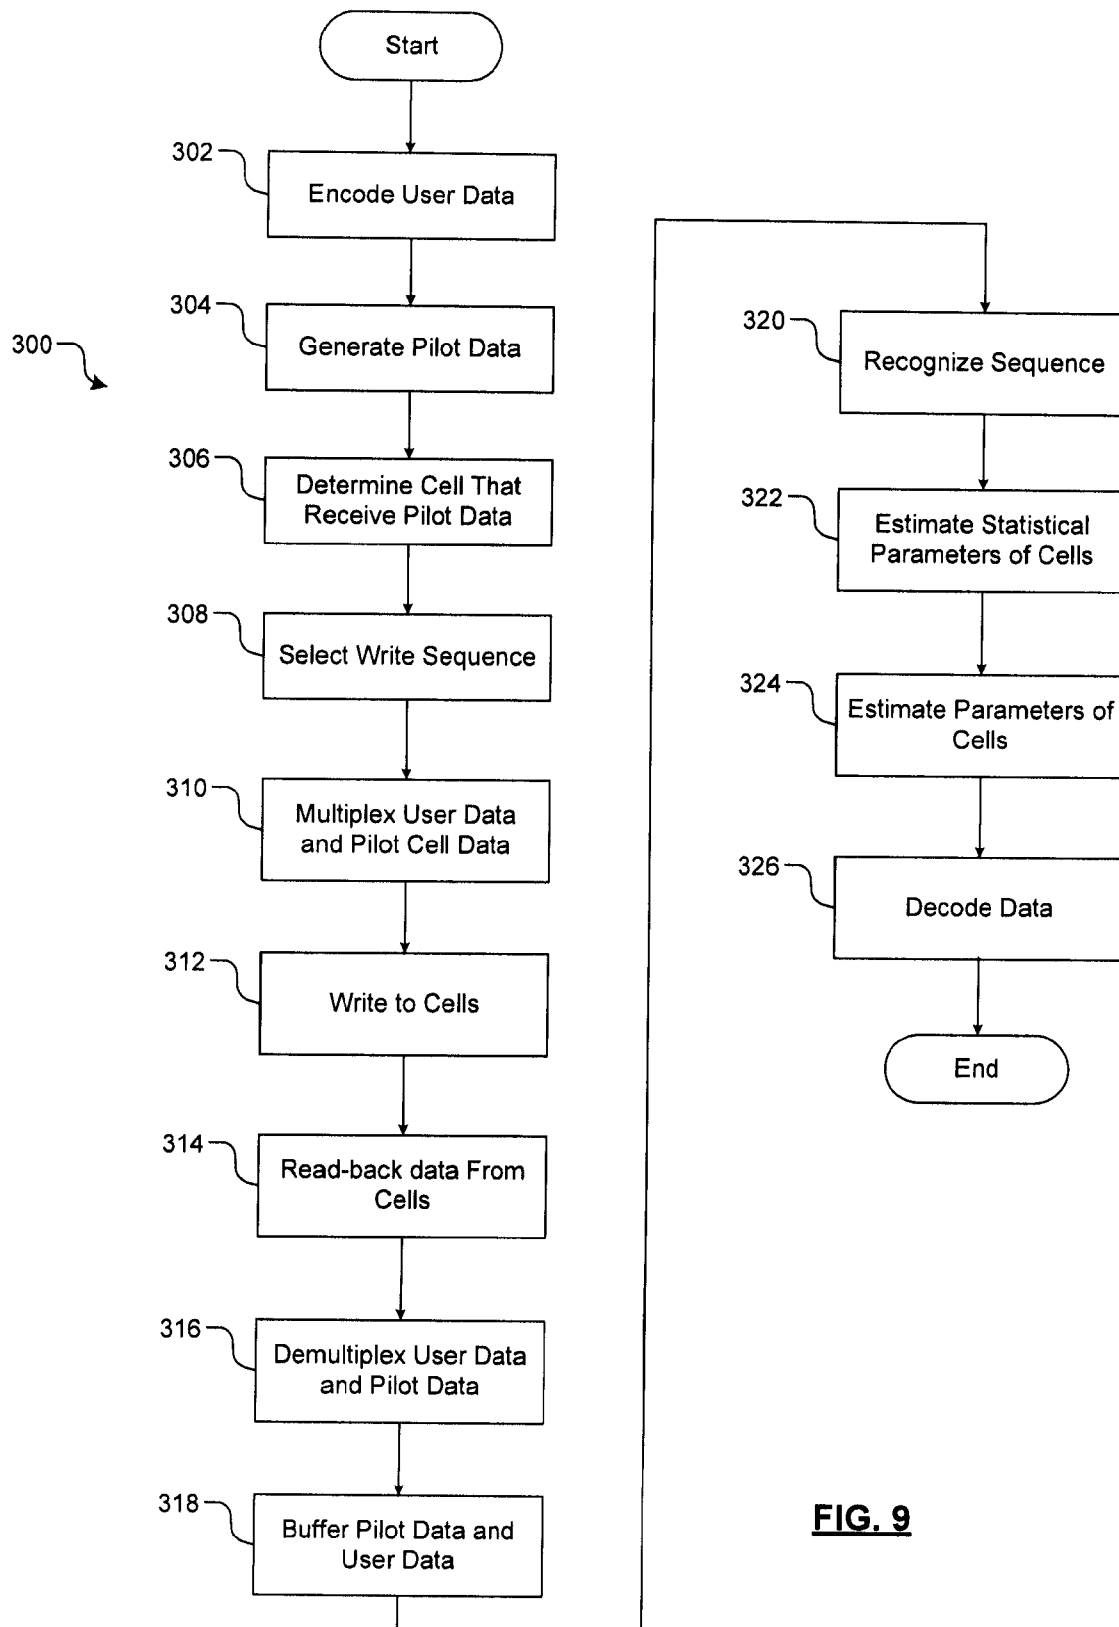 Start
302
Encode User Data
304
Generate Pilot Data
300
306
Determine Cell That
Receive Pilot Data
308
Select Write Sequence
310
Multiplex User Data
and Pilot Cell Data
312
Write to Cells
314
Read-back data From
Cells
316
Demultiplex User Data
and Pilot Data
318
Buffer Pilot Data and
User Data
320
Recognize Sequence
322
Estimate Statistical
Parameters of Cells
324
Estimate Parameters of
Cells
326
Decode Data
End
FIG. 9